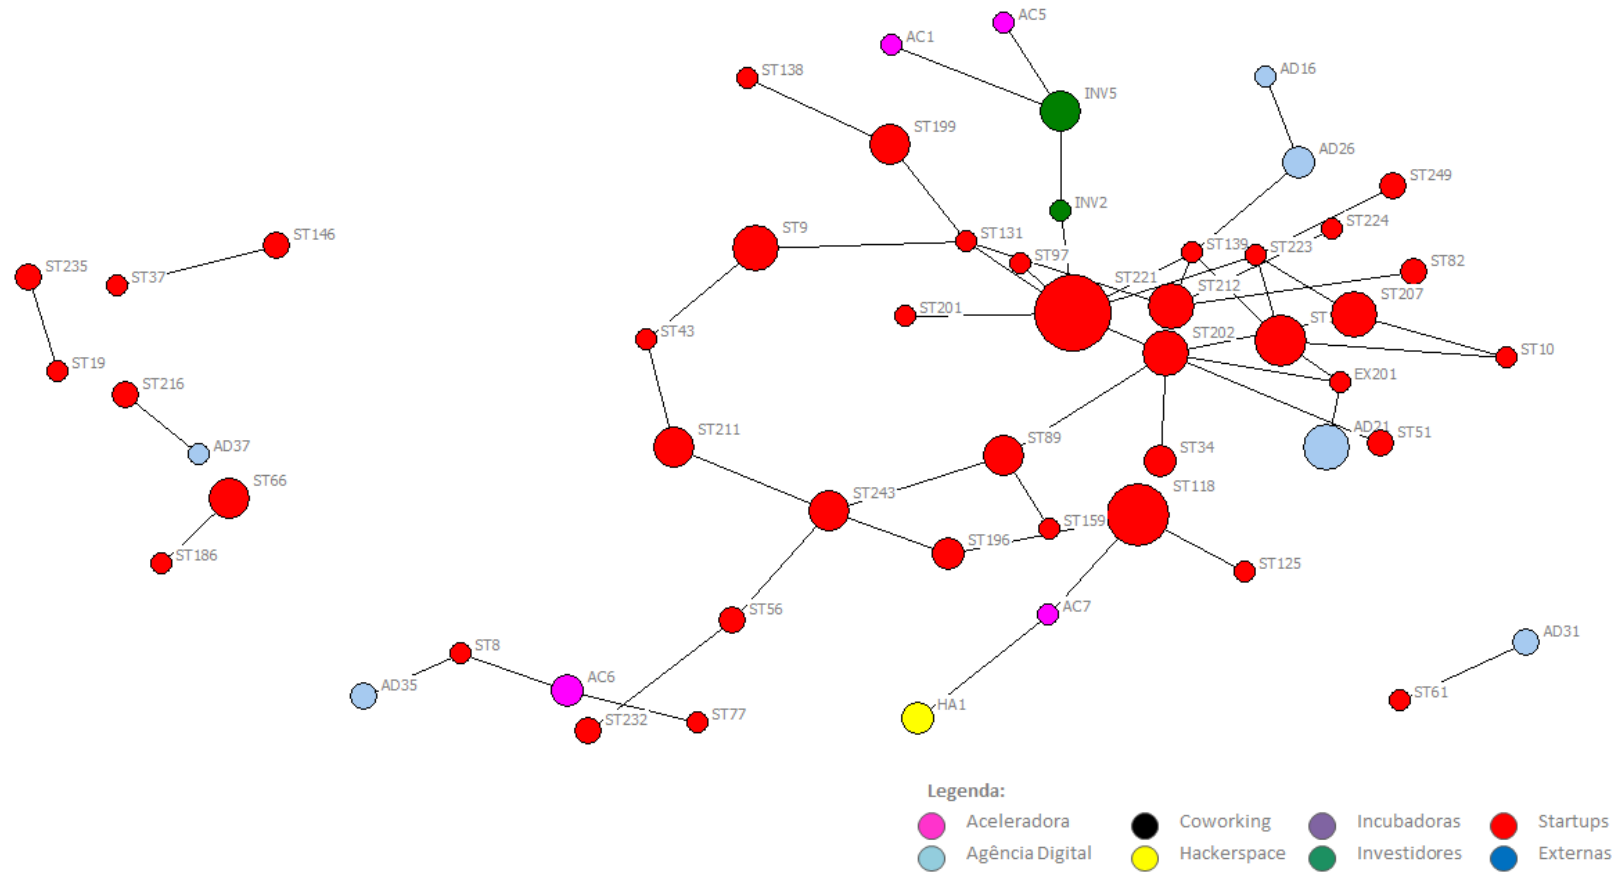 AC5
AC1
ST138
AD16
INV5
ST199
AD26
ST249
INV2
ST224
ST9
ST131
ST139
ST223
ST146
ST97
ST82
ST235
ST37
ST221
ST212
ST207
ST201
ST43
ST202
ST10
ST19
EX201
ST216
ST211
ST89
AD21
ST51
AD37
ST34
ST66
ST243
ST118
ST159
ST196
ST186
ST125
ST56
AC7
ST8
AD31
AC6
AD35
ST61
HA1
ST232
ST77
Legenda:
Aceleradora Coworking Incubadoras Startups
Agência Digital Hackerspace Investidores Externas